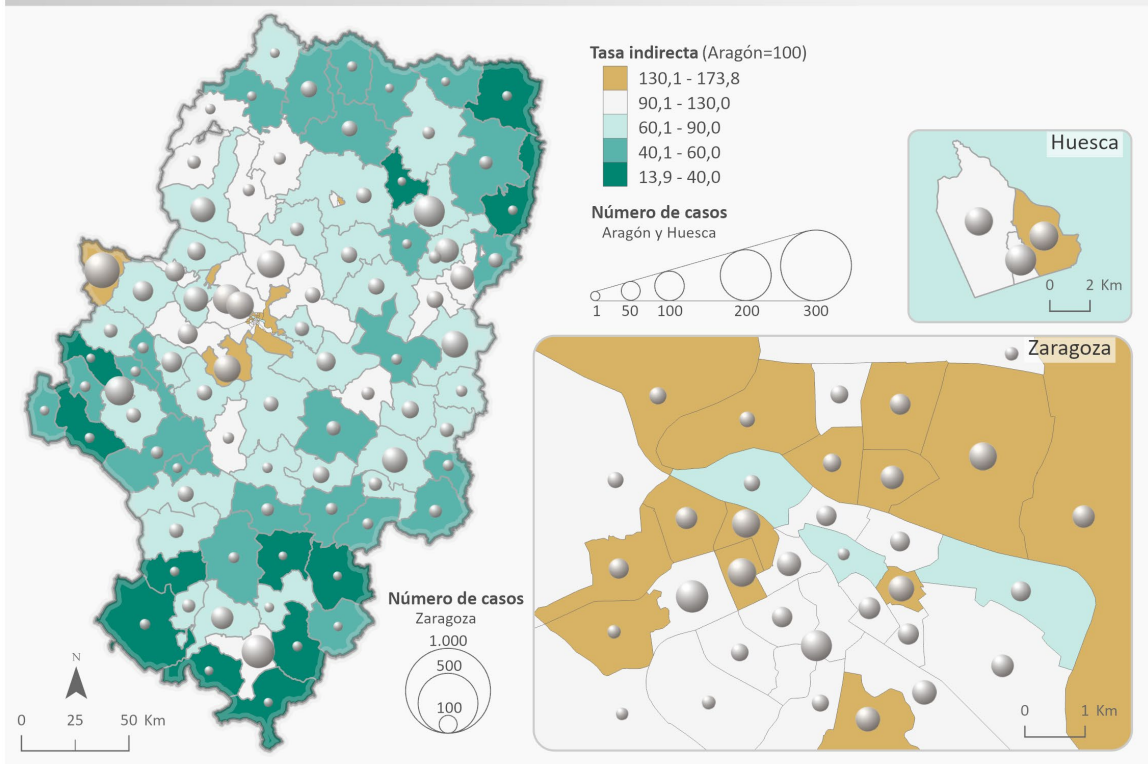 Tasa indirecta (Aragón=100)
130,1 - 173,8
90,1 - 130,0
60,1 - 90,0
40,1 - 60,0
13,9 - 40,0
Número de casos
Aragón y Huesca
1 50 100 200 300
Huesca
0 2 Km
Zaragoza
0 1 Km
Número de casos
Zaragoza
1.000
500
100
N
0 25 50 Km